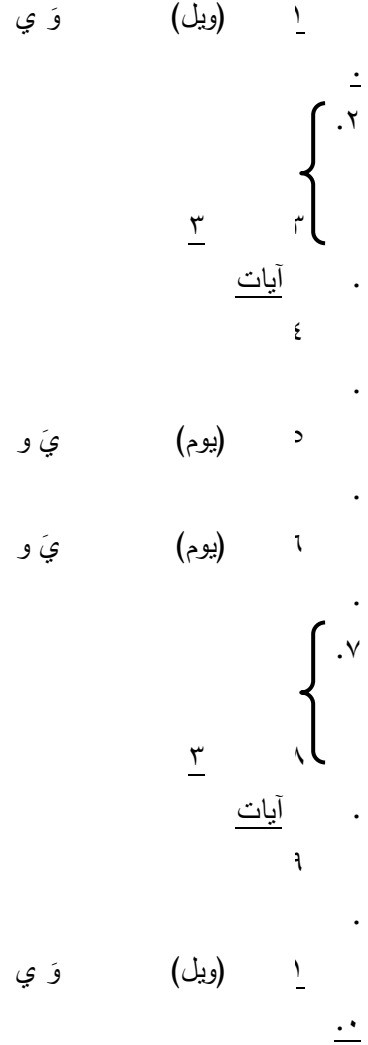 ١ (ويل) وَ ي
.
٢.
٣ ٣
. آيات
٤
.
٥ (يوم) يَ و
.
٦ (يوم) يَ و
.
٧.
٨ ٣
. آيات
٩
.
١ (ويل) وَ ي
٠.